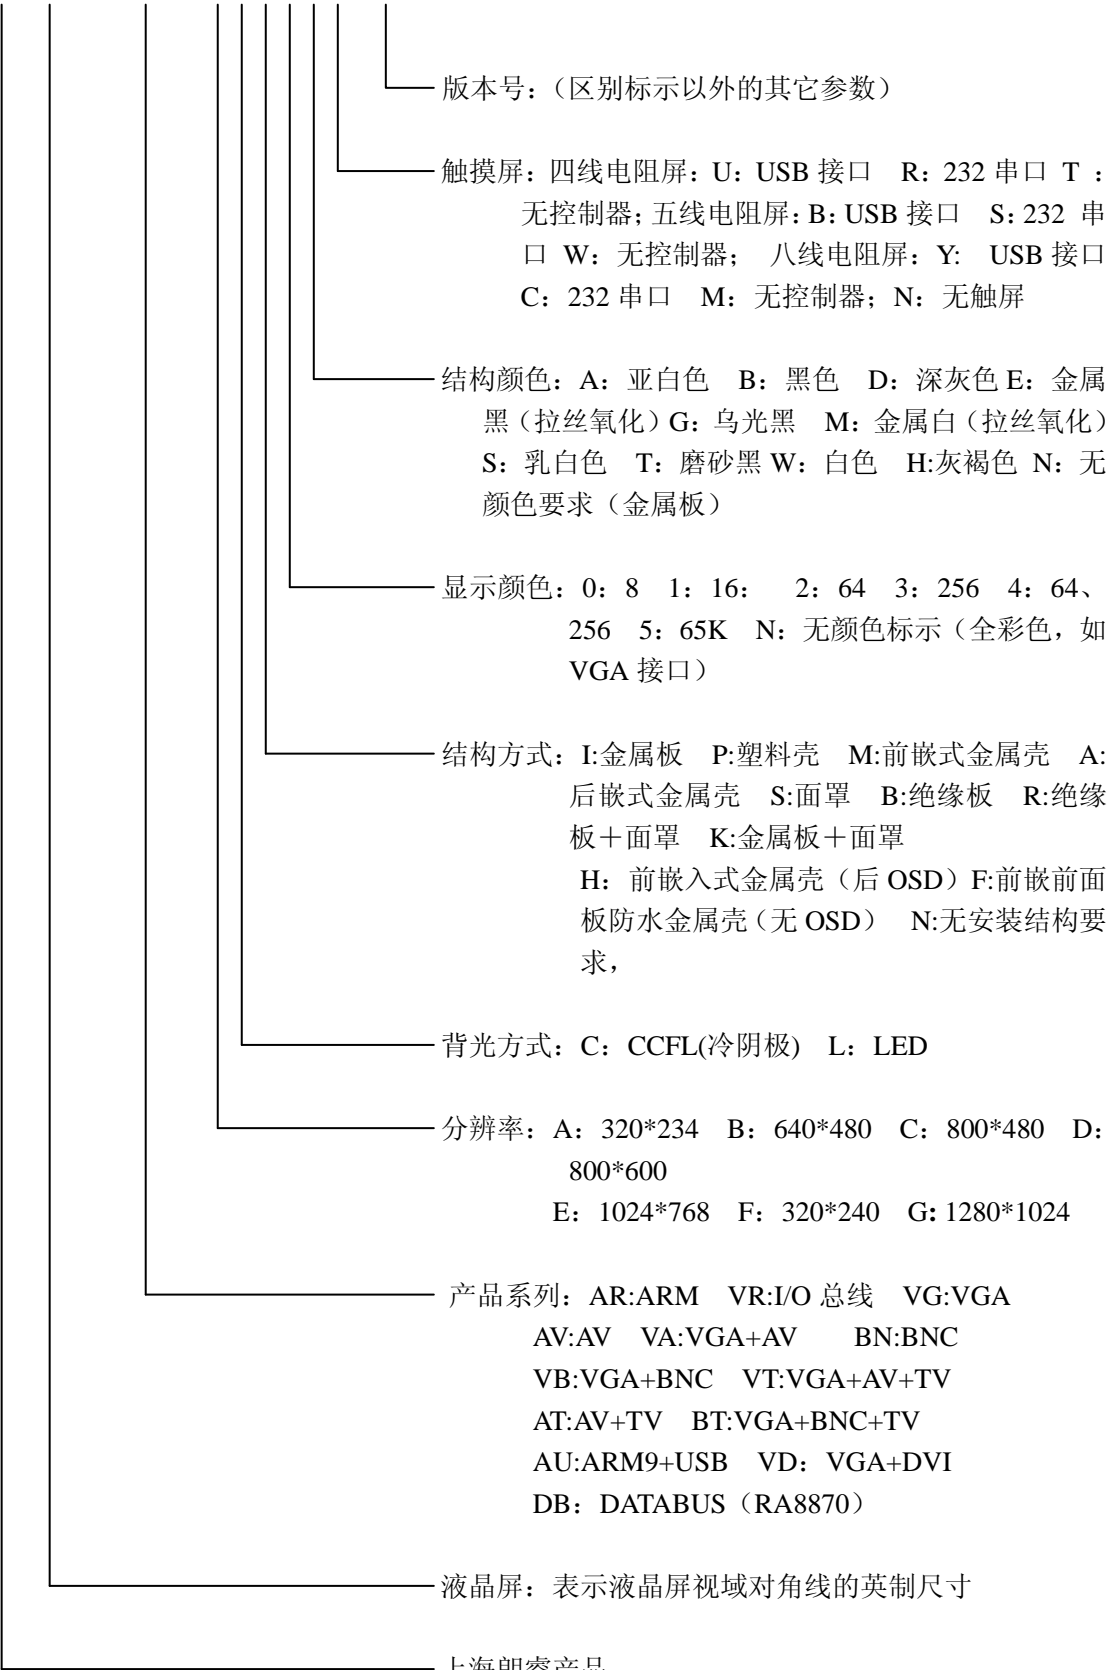 版本号：（区别标示以外的其它参数）
触摸屏：四线电阻屏：U：USB 接口 R：232 串口 T ：
无控制器；五线电阻屏：B：USB 接口 S：232 串
口 W：无控制器； 八线电阻屏：Y: USB 接口
C：232 串口 M：无控制器；N：无触屏
结构颜色：A：亚白色 B：黑色 D：深灰色 E：金属
黑（拉丝氧化）G：乌光黑 M：金属白（拉丝氧化）
S：乳白色 T：磨砂黑 W：白色 H:灰褐色 N：无
颜色要求（金属板）
显示颜色：0：8 1：16： 2：64 3：256 4：64、
256 5：65K N：无颜色标示（全彩色，如
VGA 接口）
结构方式：I:金属板 P:塑料壳 M:前嵌式金属壳 A:
后嵌式金属壳 S:面罩 B:绝缘板 R:绝缘
板＋面罩 K:金属板＋面罩
H：前嵌入式金属壳（后 OSD）F:前嵌前面
板防水金属壳（无 OSD） N:无安装结构要
求，
背光方式：C：CCFL(冷阴极) L：LED
分辨率：A：320*234 B：640*480 C：800*480 D：
800*600
E：1024*768 F：320*240 G：1280*1024
产品系列：AR:ARM VR:I/O 总线 VG:VGA
AV:AV VA:VGA+AV BN:BNC
VB:VGA+BNC VT:VGA+AV+TV
AT:AV+TV BT:VGA+BNC+TV
AU:ARM9+USB VD：VGA+DVI
DB：DATABUS（RA8870）
液晶屏：表示液晶屏视域对角线的英制尺寸
上海朗睿产品